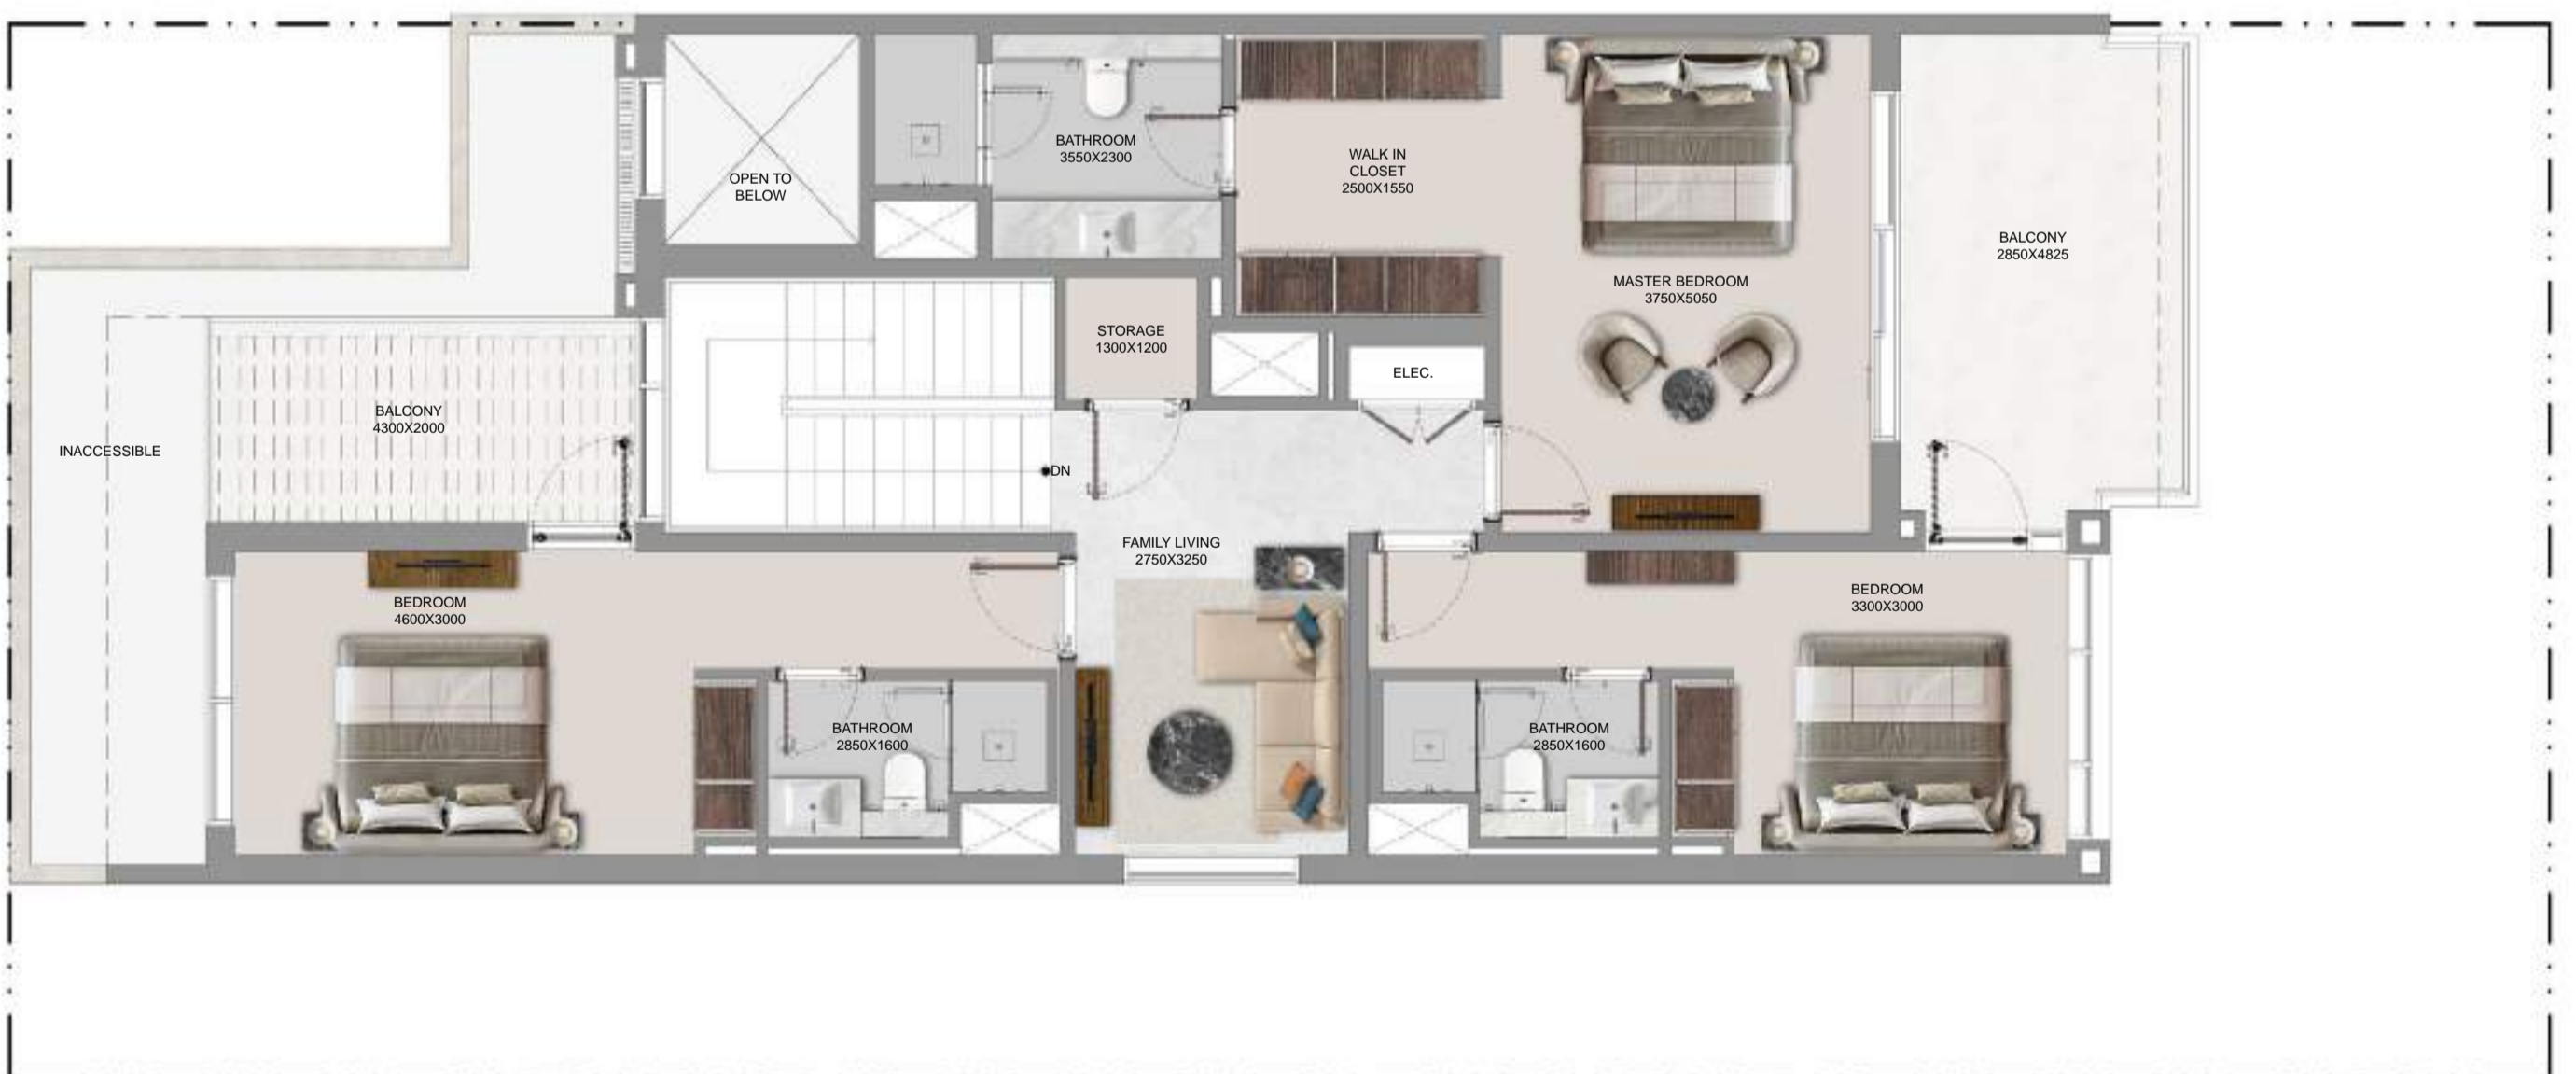 OPEN TO
BELOW
BATHROOM
3550X2300
WALK IN
CLOSET
2500X1550
MASTER BEDROOM
3750X5050
BALCONY
2850X4825
STORAGE
1300X1200
ELEC.
BALCONY
4300X2000
INACCESSIBLE
DN
FAMILY LIVING
2750X3250
BEDROOM
4600X3000
BEDROOM
3300X3000
BATHROOM
2850X1600
BATHROOM
2850X1600